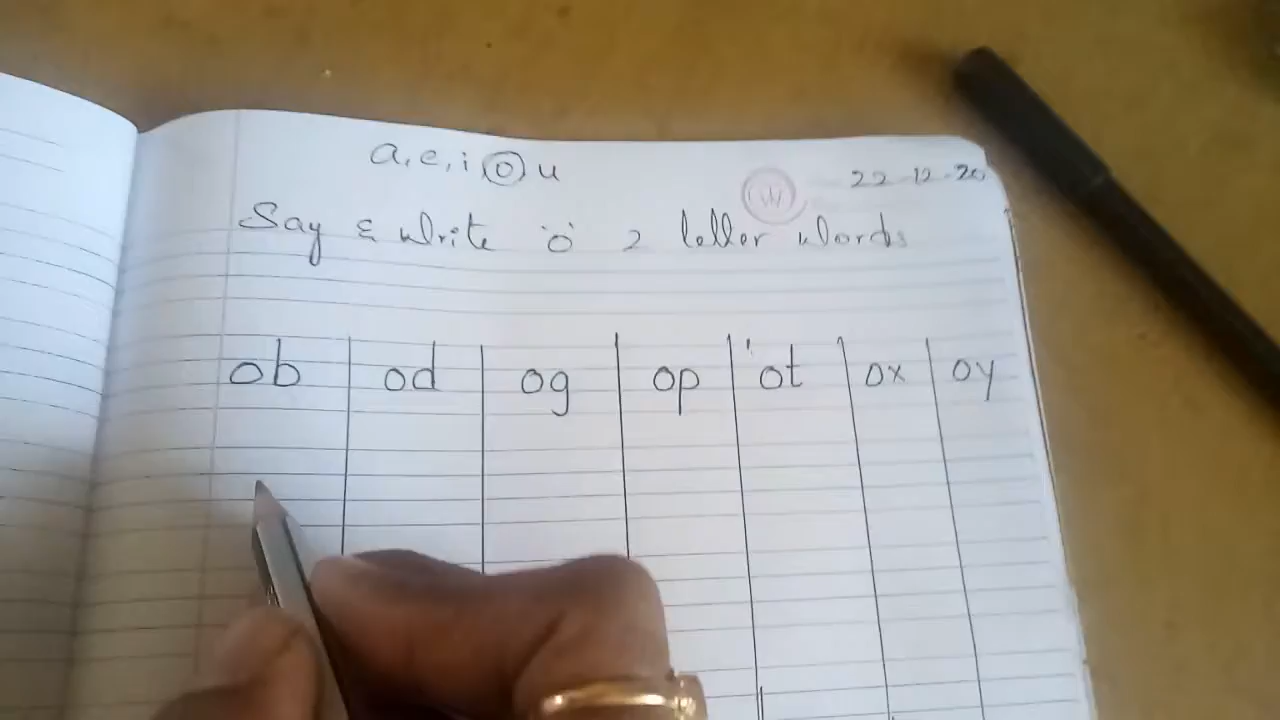 a, e, i o u
W
22-12-20
Say & Write 'o' 2 letter words
ob od og op ot ox oy